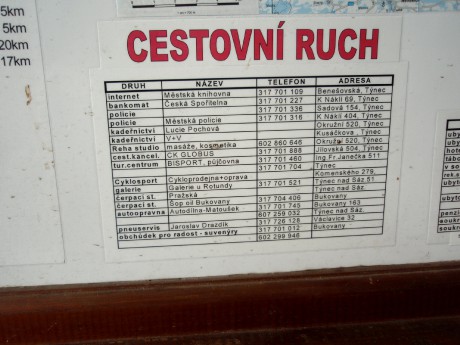 5km
5km
20km
17km
CESTOVNÍ RUCH
DRUH NÁZEV TELEFON ADRESA
internet Městská knihovna 317 701 109 Benešovská, Týnec
bankomat Česká Spořitelna 317 701 227 K Náklí 69, Týnec
policie 317 701 336 Sadová 154, Týnec
policie Městská policie 317 701 316 K Náklí 404, Týnec
kadeřnictví Lucie Pochová Okružní 520, Týnec
kadeřnictví V+V Kusáčkova, Týnec
Reha studio masáže, kosmetika 602 860 646 Okružní 520, Týnec
cest.kancel. CK GLOBUS 317 701 888 Jílovská 504, Týnec
tur.centrum BISPORT, půjčovna 317 701 460 Ing.Fr.Janečka 511
317 701 704 Týnec
Cyklosport Cykloprodejna+oprava Komenského 279, Týnec
galerie Galerie u Rotundy 317 701 521 Týnec nad Sáz 51
čerpací st. Pražská Týnec nad Sáz.
čerpací st. Sop oil Bukovany 317 704 406 Bukovany
autoopravna Autodílna-Matoušek 317 701 745 Bukovany 163
607 259 032 Týnec nad Sáz.
pneuservis Jaroslav Drazdík 317 726 128 Václavice 32
obchůdek pro radost - suvenýry 317 701 012 Bukovany
602 298 946